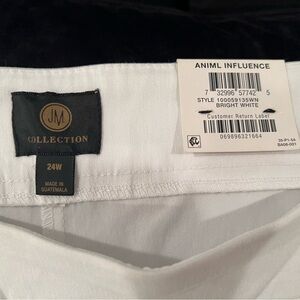 JM
COLLECTION
24W
MADE IN
GUATEMALA
ANIML INFLUENCE
7 32996 57742 5
STYLE 100059135WN
BRIGHT WHITE
Customer Return Label
069896321664